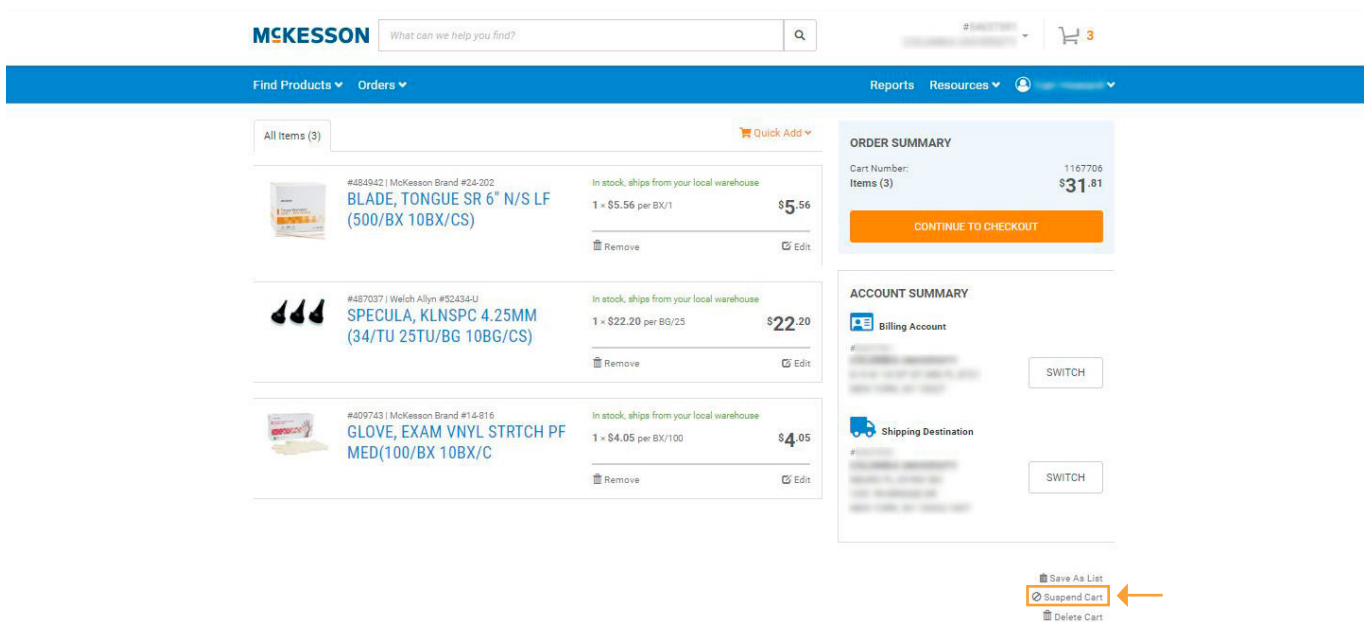 MCKESSON
What can we help you find?
#
3
Find Products
Orders
Reports
Resources
All Items (3)
Quick Add
#484942 | McKesson Brand #24-202
BLADE, TONGUE SR 6" N/S LF
(500/BX 10BX/CS)
In stock, ships from your local warehouse
1 × $5.56 per BX/1
$5.56
Remove
Edit
#487037 | Welch Allyn #52434-U
SPECULA, KLNSPC 4.25MM
(34/TU 25TU/BG 10BG/CS)
In stock, ships from your local warehouse
1 × $22.20 per BG/25
$22.20
Remove
Edit
#409743 | McKesson Brand #14-816
GLOVE, EXAM VNYL STRTCH PF
MED(100/BX 10BX/C
In stock, ships from your local warehouse
1 × $4.05 per BX/100
$4.05
Remove
Edit
ORDER SUMMARY
Cart Number: 1167706
Items (3) $31.81
CONTINUE TO CHECKOUT
ACCOUNT SUMMARY
Billing Account
#
SWITCH
Shipping Destination
#
SWITCH
Save As List
Suspend Cart
Delete Cart